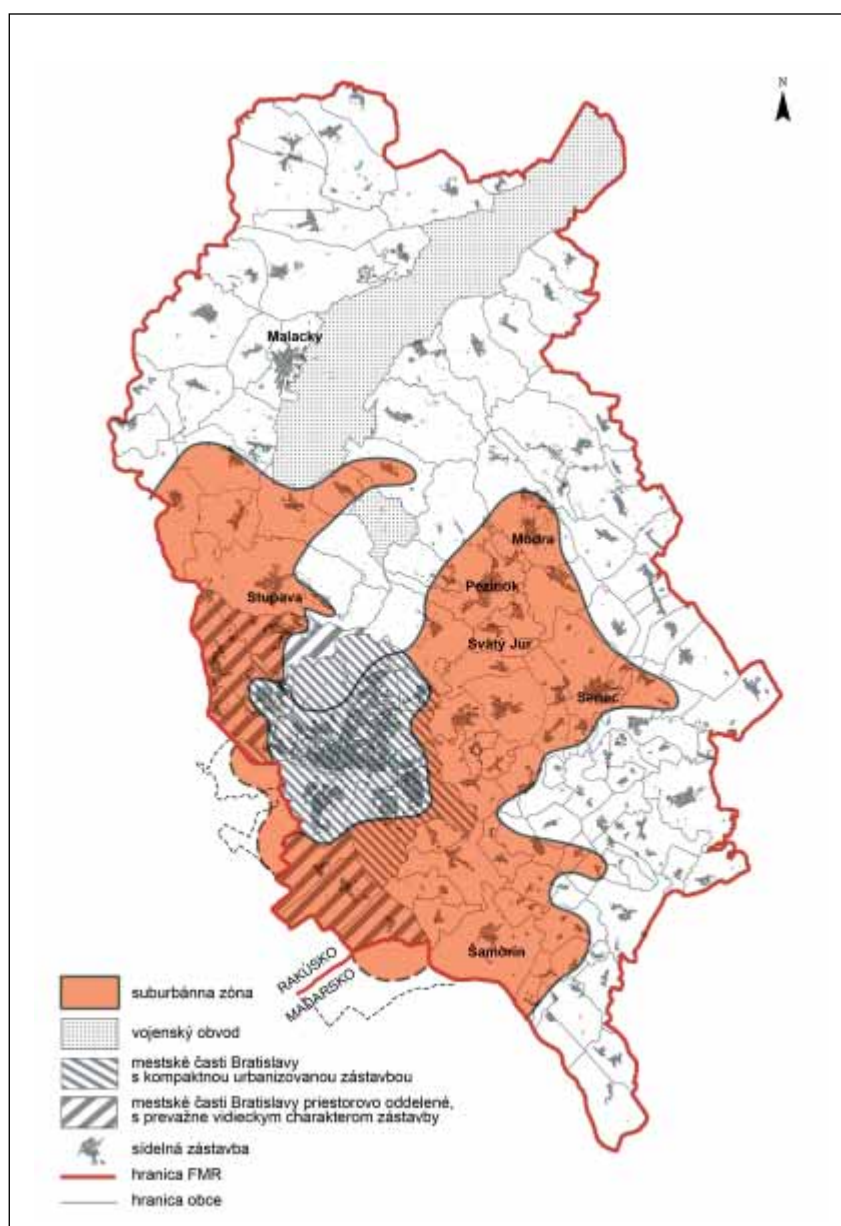 N
Malacky
Modra
Stupava
Pezinok
Svätý Jur
Senec
Šamorín
RAKÚSKO
MAĎARSKO
suburbánna zóna
vojenský obvod
mestské časti Bratislavy
s kompaktnou urbanizovanou zástavbou
mestské časti Bratislavy priestorovo oddelené,
s prevažne vidieckym charakterom zástavby
sídelná zástavba
hranica FMR
hranica obce